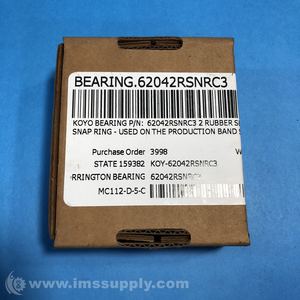 BEARING.62042RSNRC3
KOYO BEARING P/N: 62042RSNRC3 2 RUBBER
SNAP RING - USED ON THE PRODUCTION BAND
Purchase Order 3998
STATE 159382 KOY-62042RSNRC3
RRINGTON BEARING 62042RSNRC3
MC112-D-5-C
© www.imssupply.com